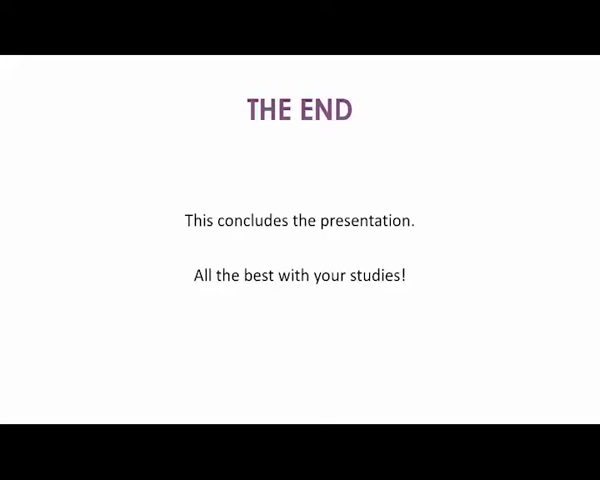 THE END
This concludes the presentation.
All the best with your studies!